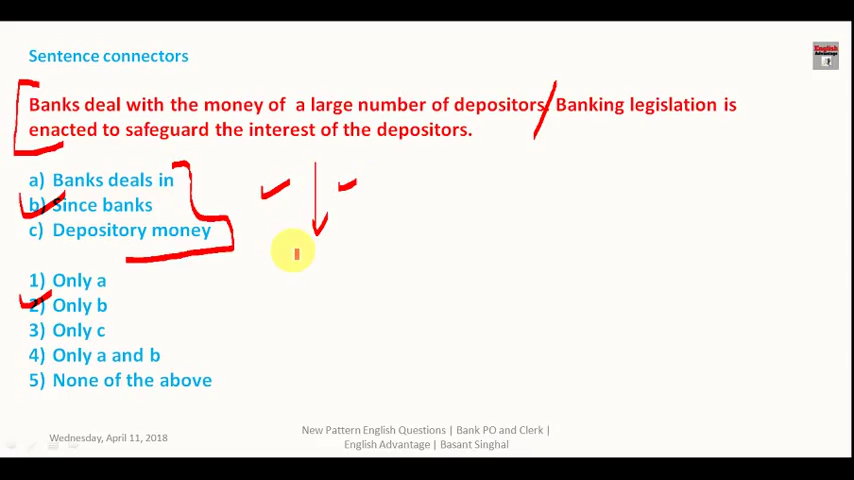 Sentence connectors
English
Advantage
Banks deal with the money of a large number of depositors. Banking legislation is
enacted to safeguard the interest of the depositors.
a) Banks deals in
b) Since banks
c) Depository money
1) Only a
2) Only b
3) Only c
4) Only a and b
5) None of the above
Wednesday, April 11, 2018
New Pattern English Questions | Bank PO and Clerk |
English Advantage | Basant Singhal